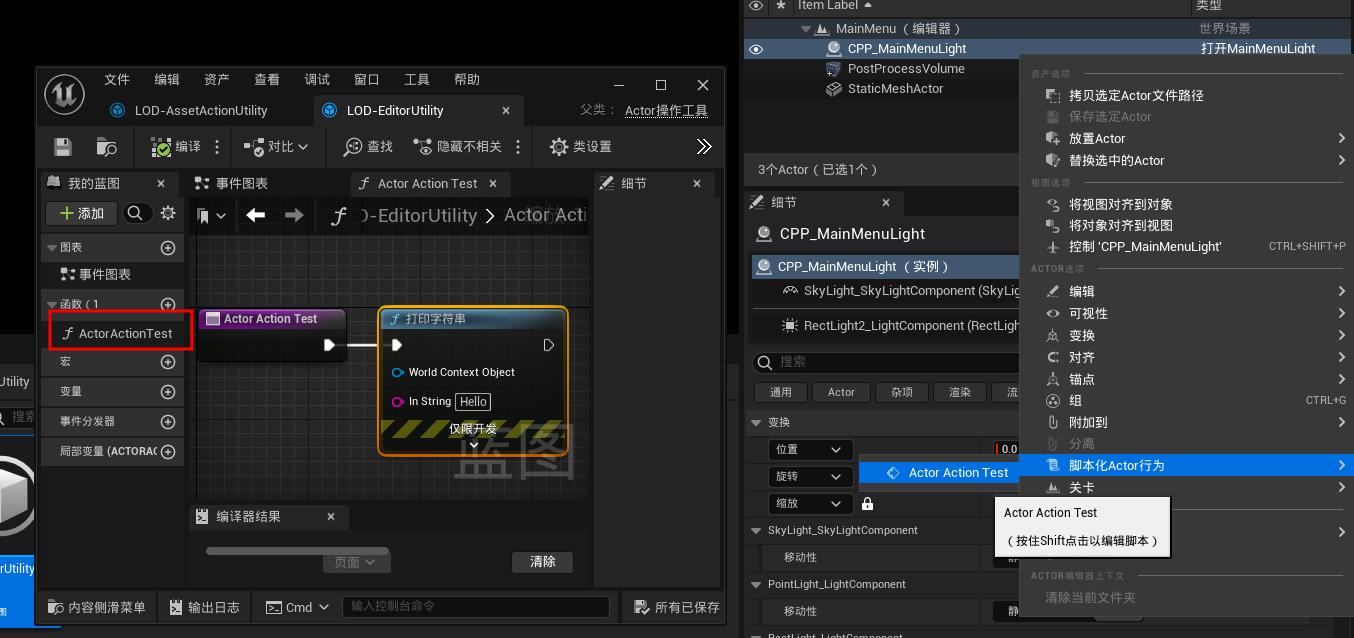 文件 编辑 资产 查看 调试 窗口 工具 帮助
LOD-AssetActionUtility
LOD-EditorUtility
父类： Actor操作工具
编译
对比
查找
隐藏不相关
类设置
我的蓝图
添加
图表
事件图表
函数 (1
ActorActionTest
宏
变量
事件分发器
局部变量 (ACTORAC
事件图表
Actor Action Test
D-EditorUtility > Actor Acti
Actor Action Test
打印字符串
World Context Object
In String Hello
仅限开发
蓝图
编译器结果
页面
清除
细节
内容侧滑菜单
输出日志
Cmd
输入控制台命令
所有已保存
Utility
搜索
rUtility
图
Item Label
类型
MainMenu （编辑器）
世界场景
CPP_MainMenuLight
打开MainMenuLight
PostProcessVolume
StaticMeshActor
3个Actor（已选1个）
细节
CPP_MainMenuLight
CPP_MainMenuLight （实例）
SkyLight_SkyLightComponent (SkyLig
RectLight2_LightComponent (RectLigh
搜索
通用
Actor
杂项
渲染
流
变换
位置
0.0
旋转
缩放
SkyLight_SkyLightComponent
移动性
静
PointLight_LightComponent
移动性
静
RectLight_LightComponent
Actor Action Test
资产选项
拷贝选定Actor文件路径
保存选定Actor
放置Actor
替换选中的Actor
视图选项
将视图对齐到对象
将对象对齐到视图
控制 'CPP_MainMenuLight' CTRL+SHIFT+P
ACTOR选项
编辑
可视性
变换
对齐
锚点
组 CTRL+G
附加到
分离
脚本化Actor行为
关卡
Actor Action Test
（按住Shift点击以编辑脚本）
ACTOR编辑器上下文
清除当前文件夹